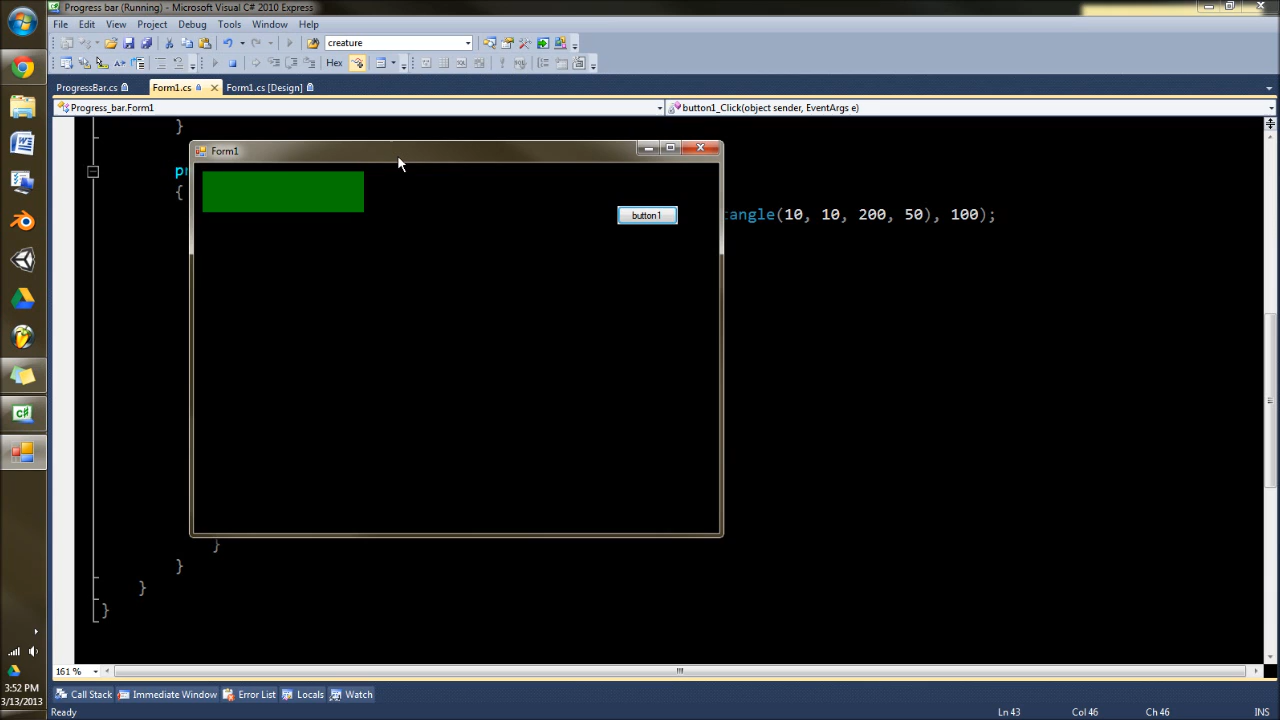 Progress bar (Running) - Microsoft Visual C# 2010 Express
File Edit View Project Debug Tools Window Help
creature
Hex
ProgressBar.cs Form1.cs Form1.cs [Design]
Progress_bar.Form1 button1_Click(object sender, EventArgs e)
}
Form1
pr
{
tangle(10, 10, 200, 50), 100);
button1
}
}
}
}
161 %
3:52 PM
3/13/2013
Call Stack Immediate Window Error List Locals Watch
Ready Ln 43 Col 46 Ch 46 INS